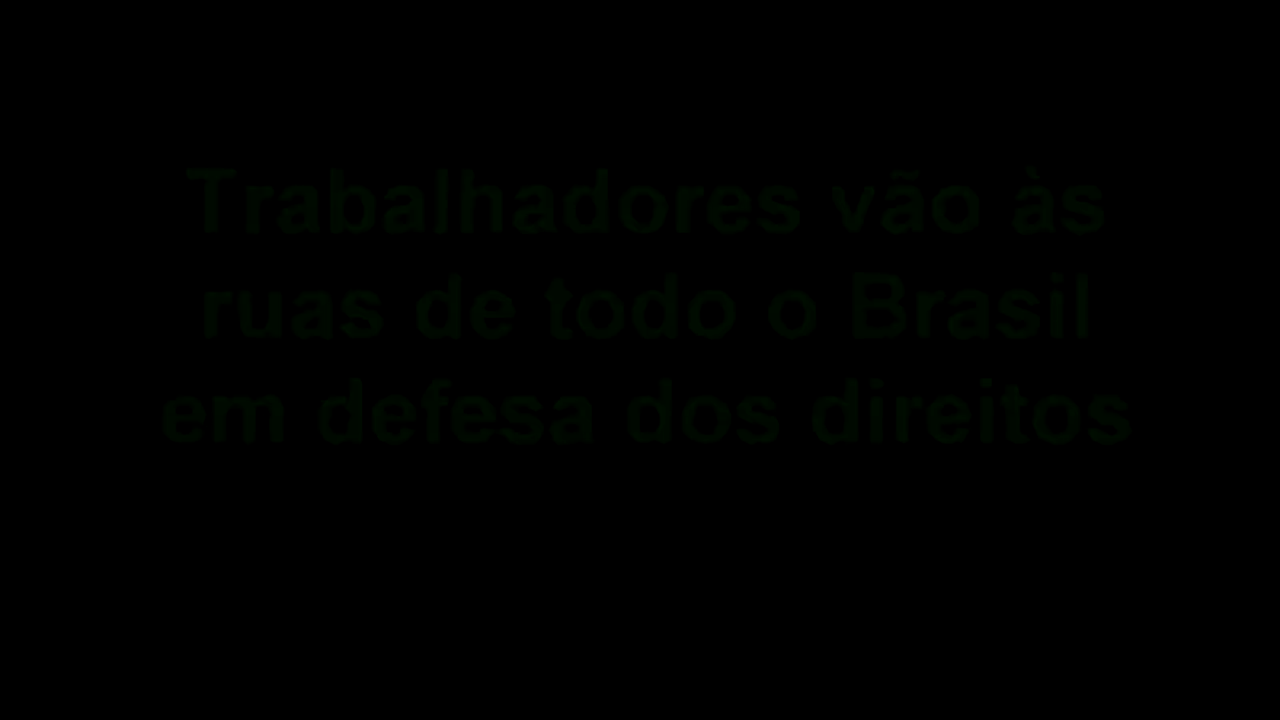 Trabalhadores vão às
ruas de todo o Brasil
em defesa dos direitos